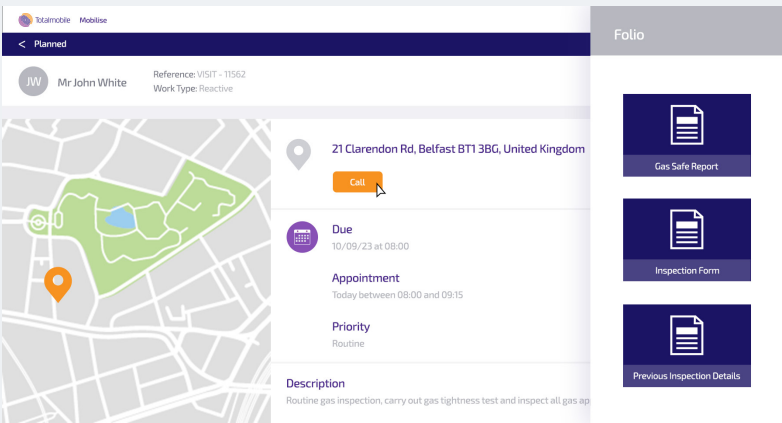 Totalmobile Mobilise
< Planned
JW
Mr John White
Reference: VISIT - 11562
Work Type: Reactive
21 Clarendon Rd, Belfast BT1 3BG, United Kingdom
Call
Due
10/09/23 at 08:00
Appointment
Today between 08:00 and 09:15
Priority
Routine
Description
Routine gas inspection, carry out gas tightness test and inspect all gas ap
Folio
Gas Safe Report
Inspection Form
Previous Inspection Details